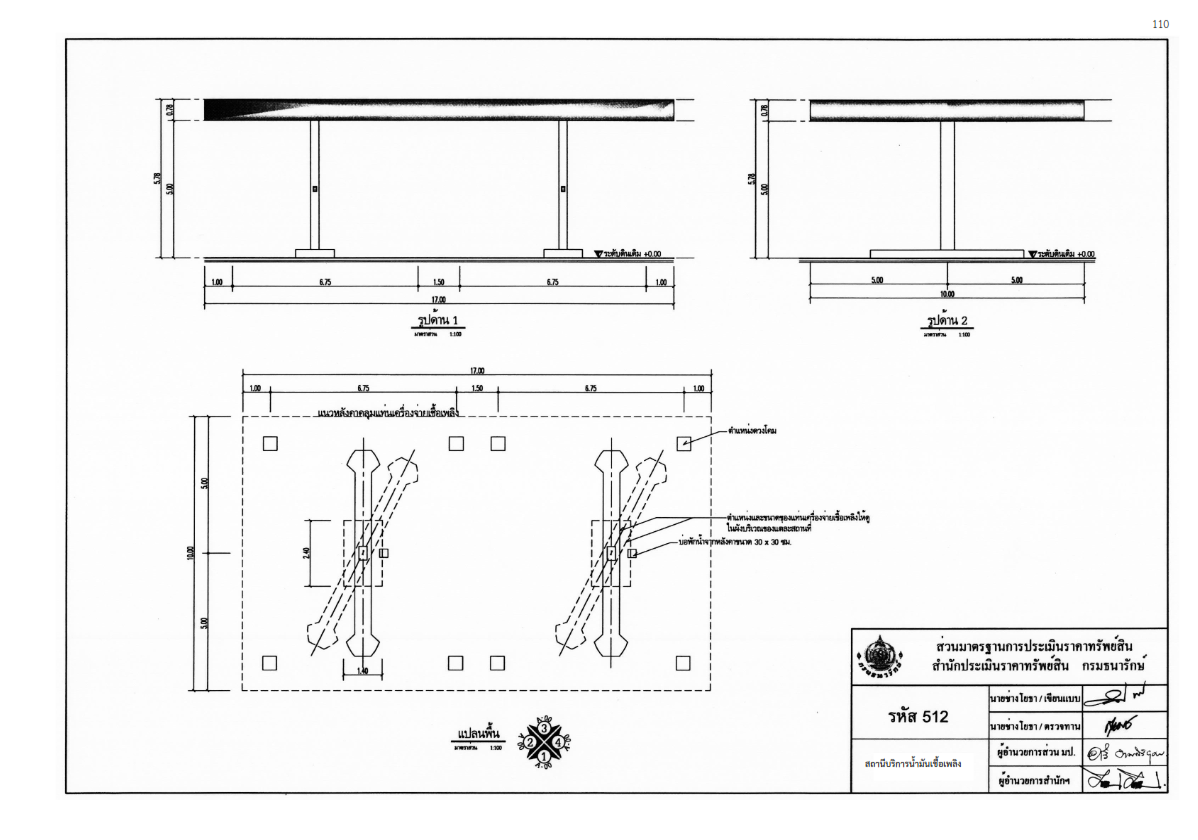 110
0.78
5.00
5.78
ระดับดินเดิม +0.00
1.00
6.75
1.50
6.75
1.00
17.00
รูปด้าน 1
มาตราส่วน 1:100
0.78
5.00
5.78
ระดับดินเดิม +0.00
5.00
5.00
10.00
รูปด้าน 2
มาตราส่วน 1:100
17.00
1.00
6.75
1.50
6.75
1.00
แนวหลังคาคลุมแท่นเครื่องจ่ายเชื้อเพลิง
ตำแหน่งดวงโคม
5.00
10.00
5.00
2.40
1.40
ตำแหน่งและขนาดของแท่นเครื่องจ่ายเชื้อเพลิงให้ดู
ในผังบริเวณของแต่ละสถานที่
บ่อพักน้ำจากหลังคาขนาด 30 x 30 ซม.
แปลนพื้น
มาตราส่วน 1:100
A-00
3
A-00
2
4
A-00
1
A-00
กรมธนารักษ์
ส่วนมาตรฐานการประเมินราคาทรัพย์สิน
สำนักประเมินราคาทรัพย์สิน กรมธนารักษ์
รหัส 512
สถานีบริการน้ำมันเชื้อเพลิง
นายช่างโยธา / เขียนแบบ
นายช่างโยธา / ตรวจทาน
ผู้อำนวยการส่วน มป.
ผู้อำนวยการสำนักฯ